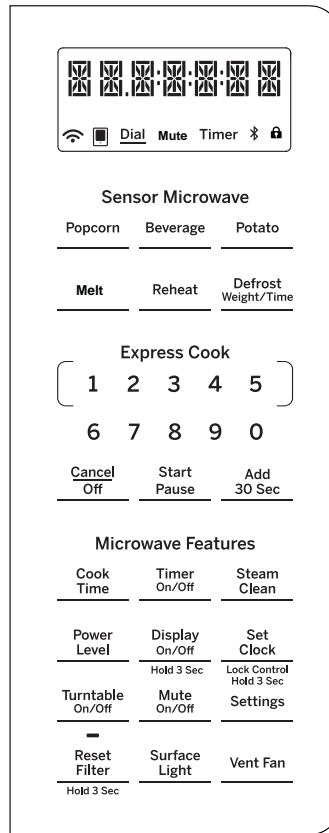 Dial Mute Timer
Sensor Microwave
Popcorn Beverage Potato
Melt Reheat Defrost
Weight/Time
Express Cook
1 2 3 4 5
6 7 8 9 0
Cancel Start Add
Off Pause 30 Sec
Microwave Features
Cook Timer Steam
Time On/Off Clean
Power Display Set
Level On/Off Clock
Hold 3 Sec Lock Control
Hold 3 Sec
Turntable Mute Settings
On/Off On/Off
Reset Surface Vent Fan
Filter Light
Hold 3 Sec